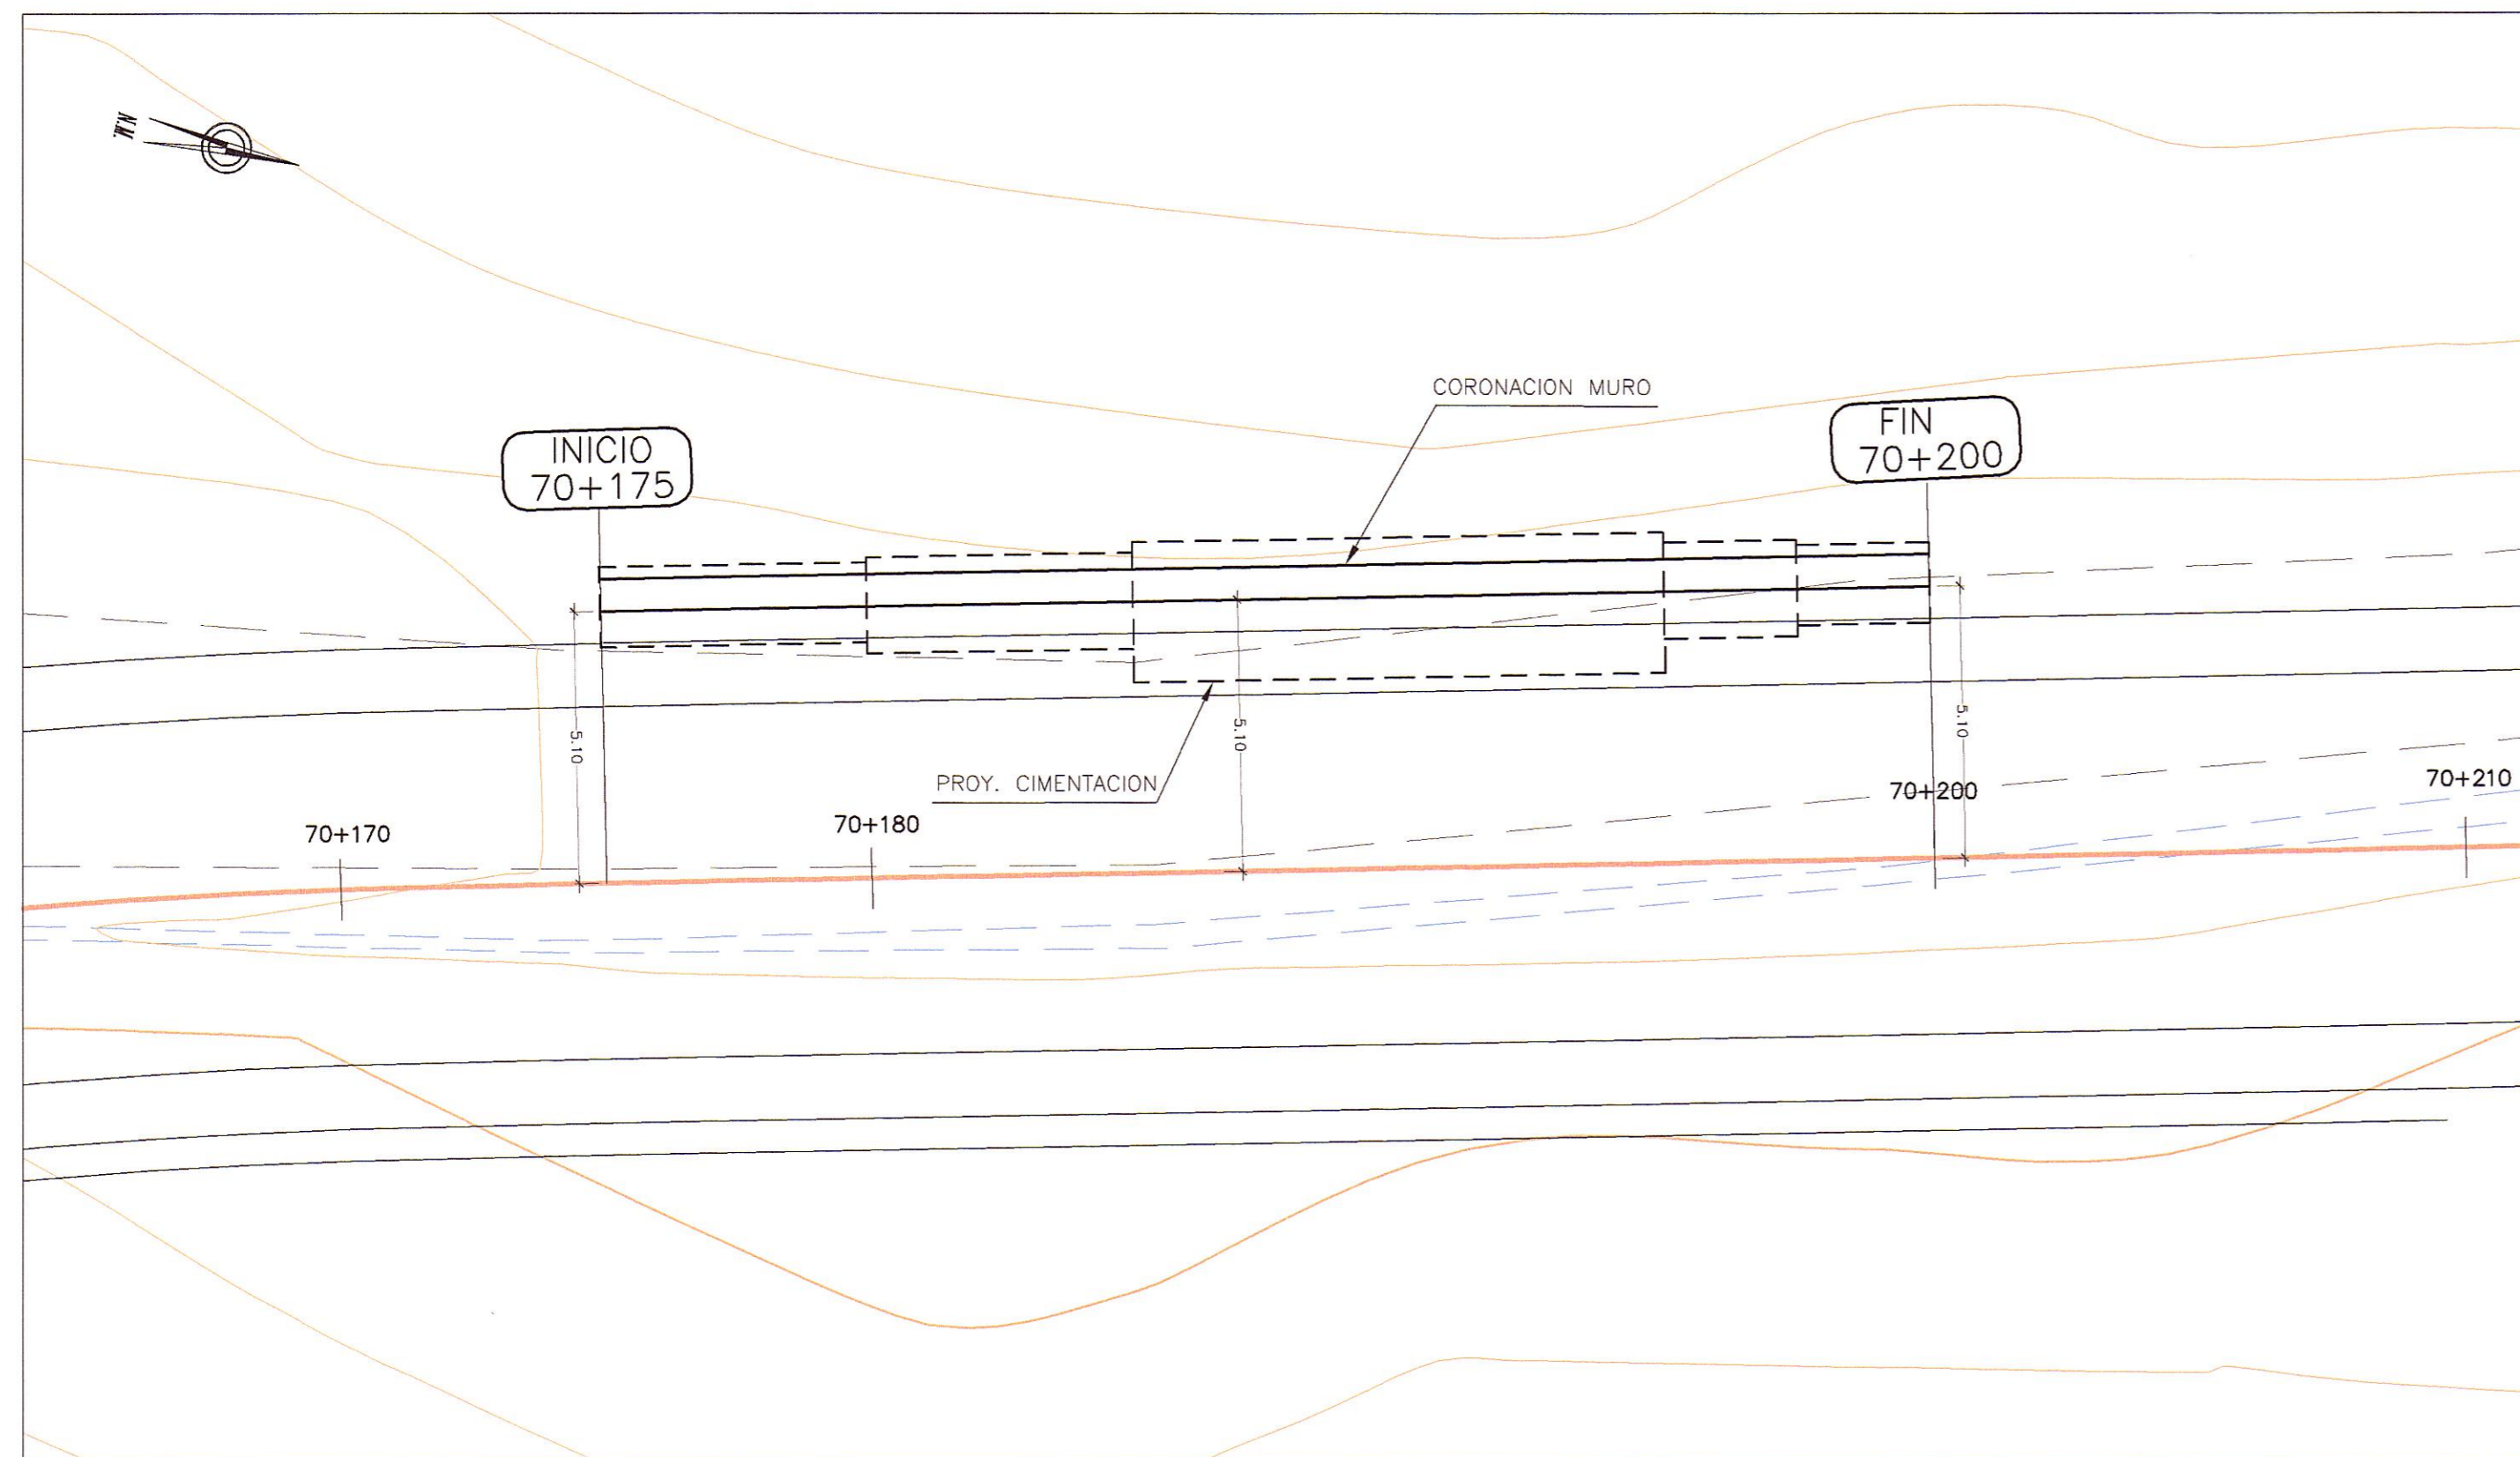 N.M.
CORONACION MURO
INICIO
70+175
FIN
70+200
5.10
5.10
5.10
PROY. CIMENTACION
70+170
70+180
70+200
70+210